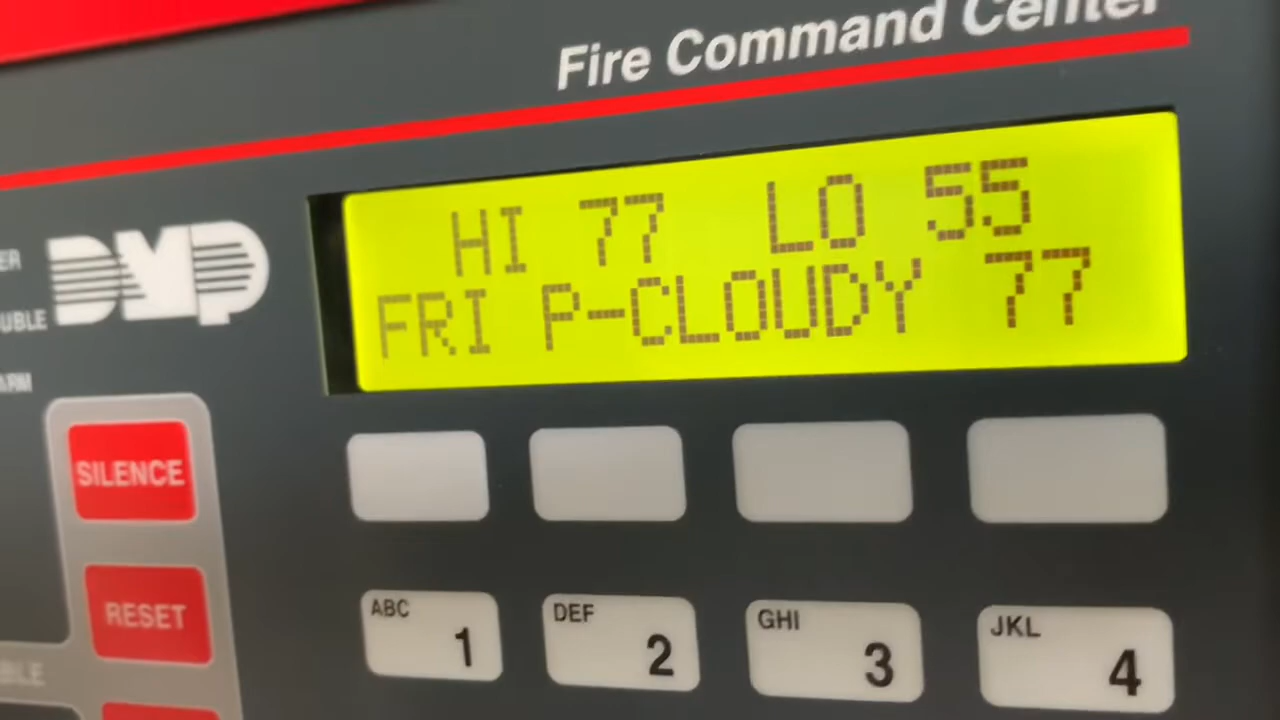 Fire Command Center
DMP
HI 77 LO 55
FRI P-CLOUDY 77
SILENCE
RESET
ABC
1
DEF
2
GHI
3
JKL
4